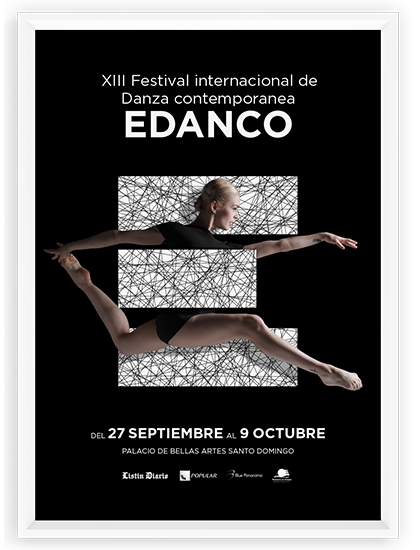 XIII Festival internacional de
Danza contemporanea
EDANCO
DEL 27 SEPTIEMBRE AL 9 OCTUBRE
PALACIO DE BELLAS ARTES SANTO DOMINGO
Listín Diario POPULAR Blue Panorama